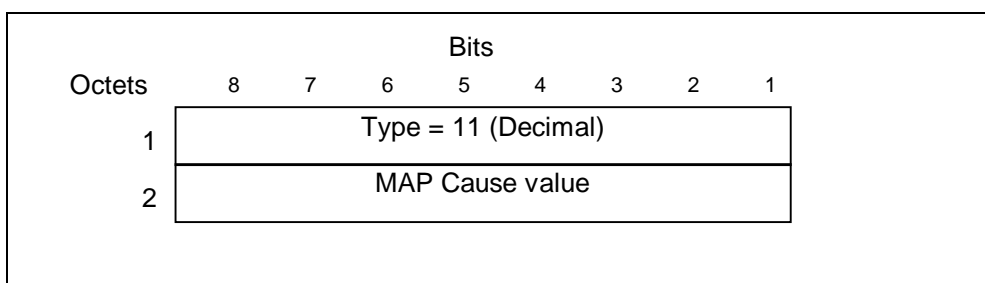 Bits
Octets 8 7 6 5 4 3 2 1
1 Type = 11 (Decimal)
2 MAP Cause value